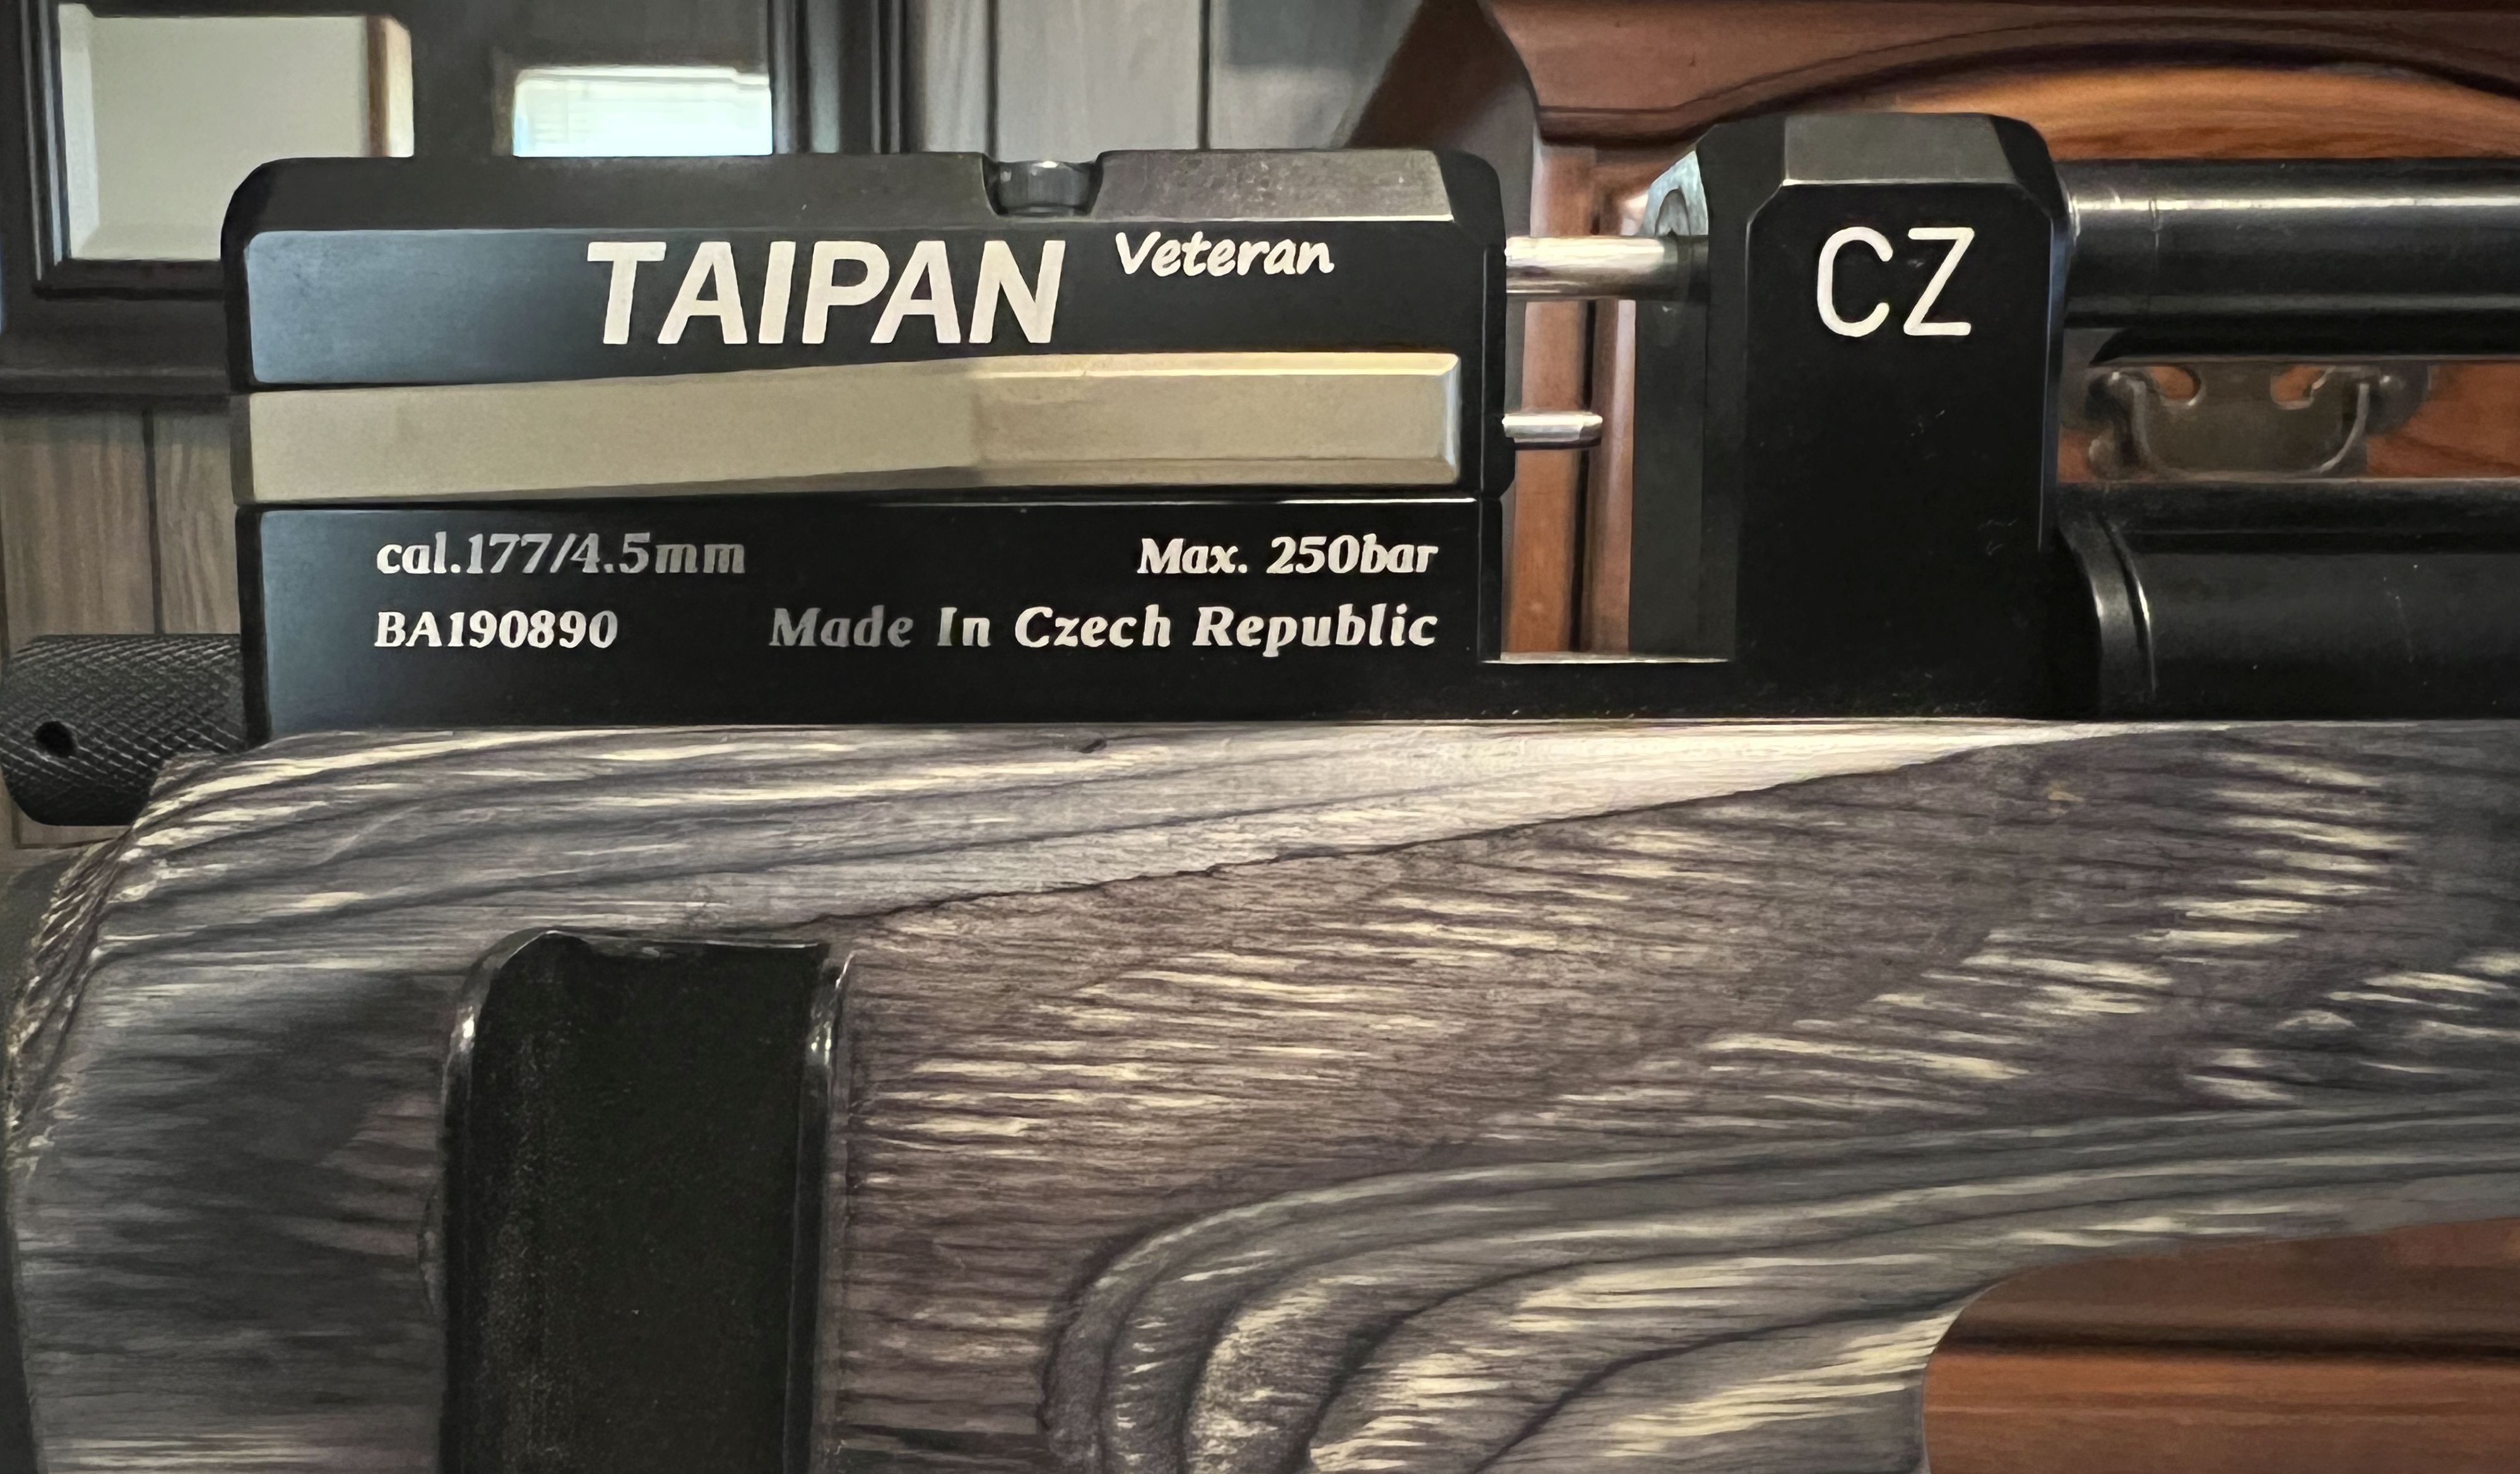 TAIPAN Veteran
CZ
cal.177/4.5mm Max. 250bar
BA190890 Made In Czech Republic